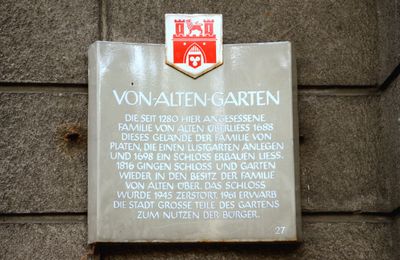 VON-ALTEN-GARTEN
DIE SEIT 1280 HIER ANGESESSENE
FAMILIE VON ALTEN ÜBERLIESS 1688
DIESES GELÄNDE DER FAMILIE VON
PLATEN, DIE EINEN LUSTGARTEN ANLEGEN
UND 1698 EIN SCHLOSS ERBAUEN LIESS.
1816 GINGEN SCHLOSS UND GARTEN
WIEDER IN DEN BESITZ DER FAMILIE
VON ALTEN ÜBER. DAS SCHLOSS
WURDE 1945 ZERSTÖRT. 1961 ERWARB
DIE STADT GROSSE TEILE DES GARTENS
ZUM NUTZEN DER BÜRGER.
27